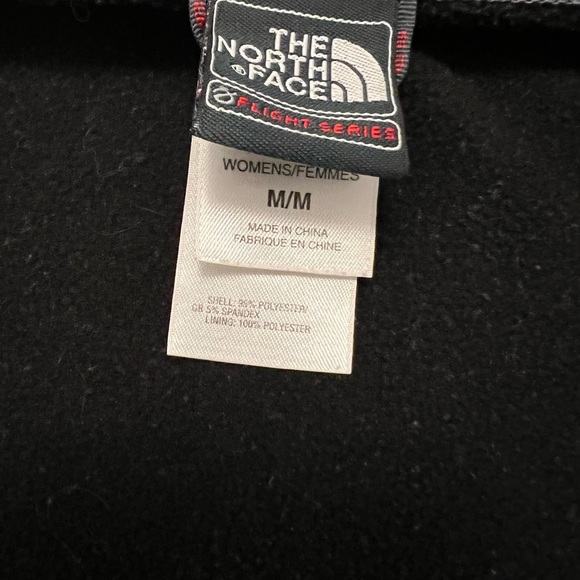 THE
NORTH
FACE
FLIGHT SERIES
WOMENS/FEMMES
M/M
MADE IN CHINA
FABRIQUE EN CHINE
SHELL: 95% POLYESTER/
GB 5% SPANDEX
LINING: 100% POLYESTER